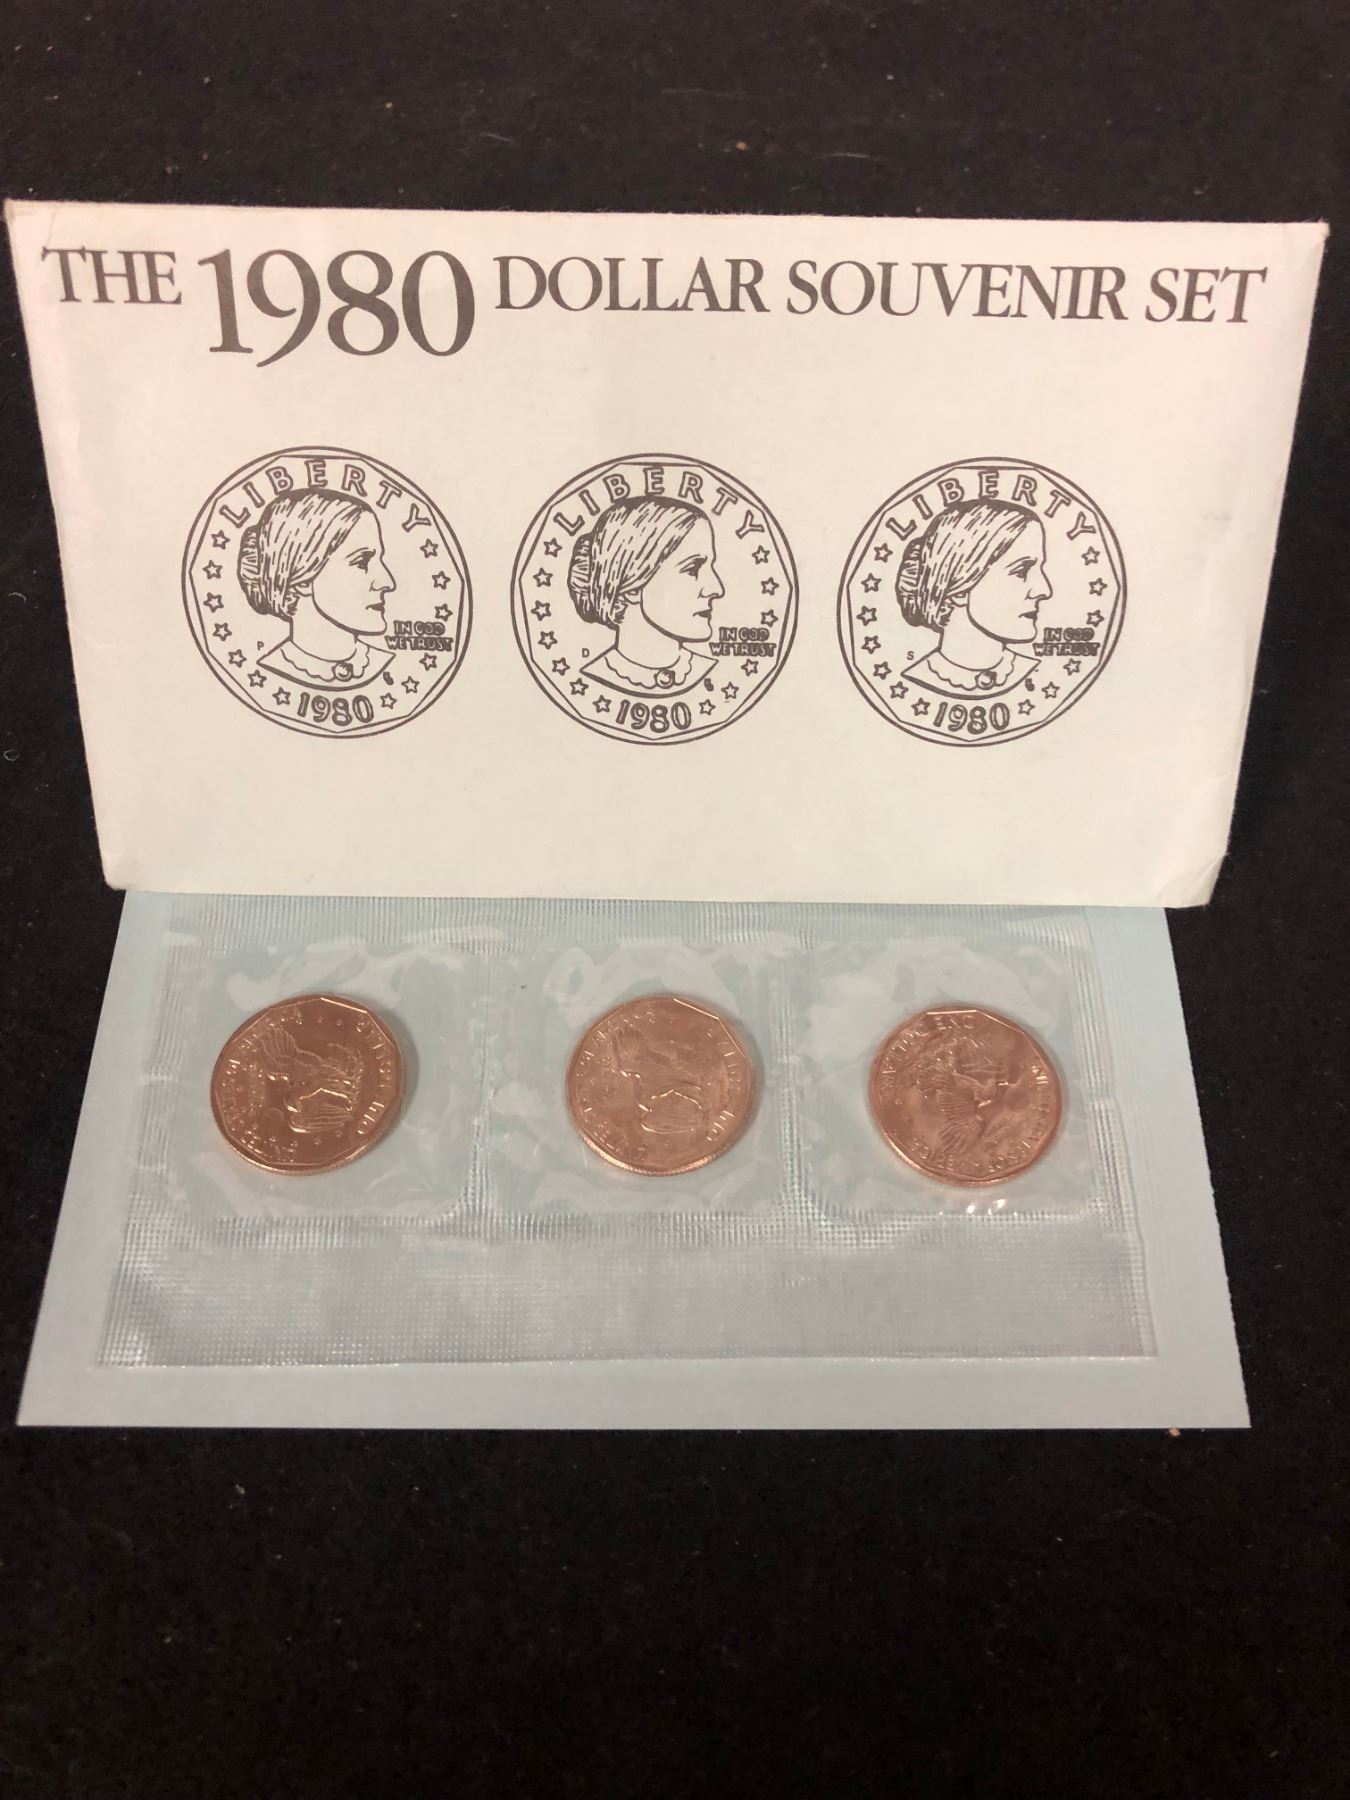 THE 1980 DOLLAR SOUVENIR SET
LIBERTY
IN GOD
WE TRUST
P
1980
LIBERTY
IN GOD
WE TRUST
D
1980
LIBERTY
IN GOD
WE TRUST
S
1980